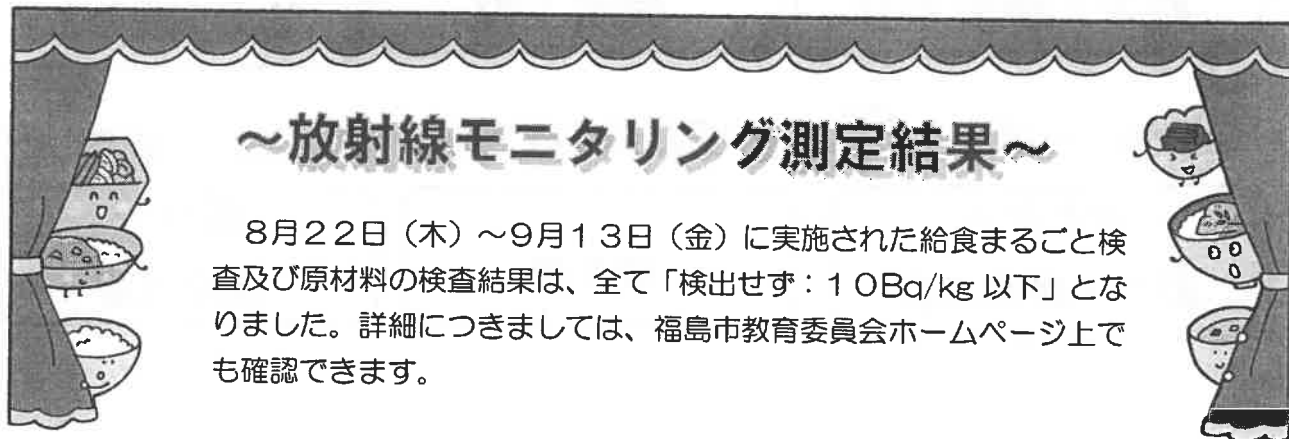 ～放射線モニタリング測定結果～
８月２２日（木）～９月１３日（金）に実施された給食まるごと検
査及び原材料の検査結果は、全て「検出せず：１０Bq/kg 以下」とな
りました。詳細につきましては、福島市教育委員会ホームページ上で
も確認できます。